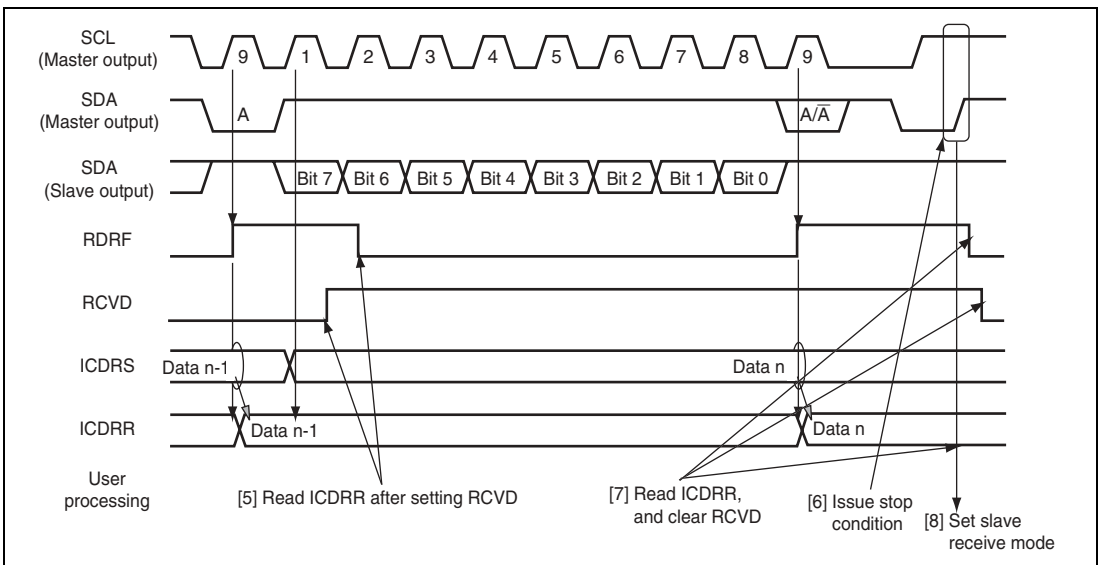 SCL
(Master output)
9 1 2 3 4 5 6 7 8 9
SDA
(Master output)
A A/A̅
SDA
(Slave output)
Bit 7 Bit 6 Bit 5 Bit 4 Bit 3 Bit 2 Bit 1 Bit 0
RDRF
RCVD
ICDRS
Data n-1 Data n
ICDRR
Data n-1 Data n
User
processing
[5] Read ICDRR after setting RCVD
[7] Read ICDRR,
and clear RCVD
[6] Issue stop
condition
[8] Set slave
receive mode